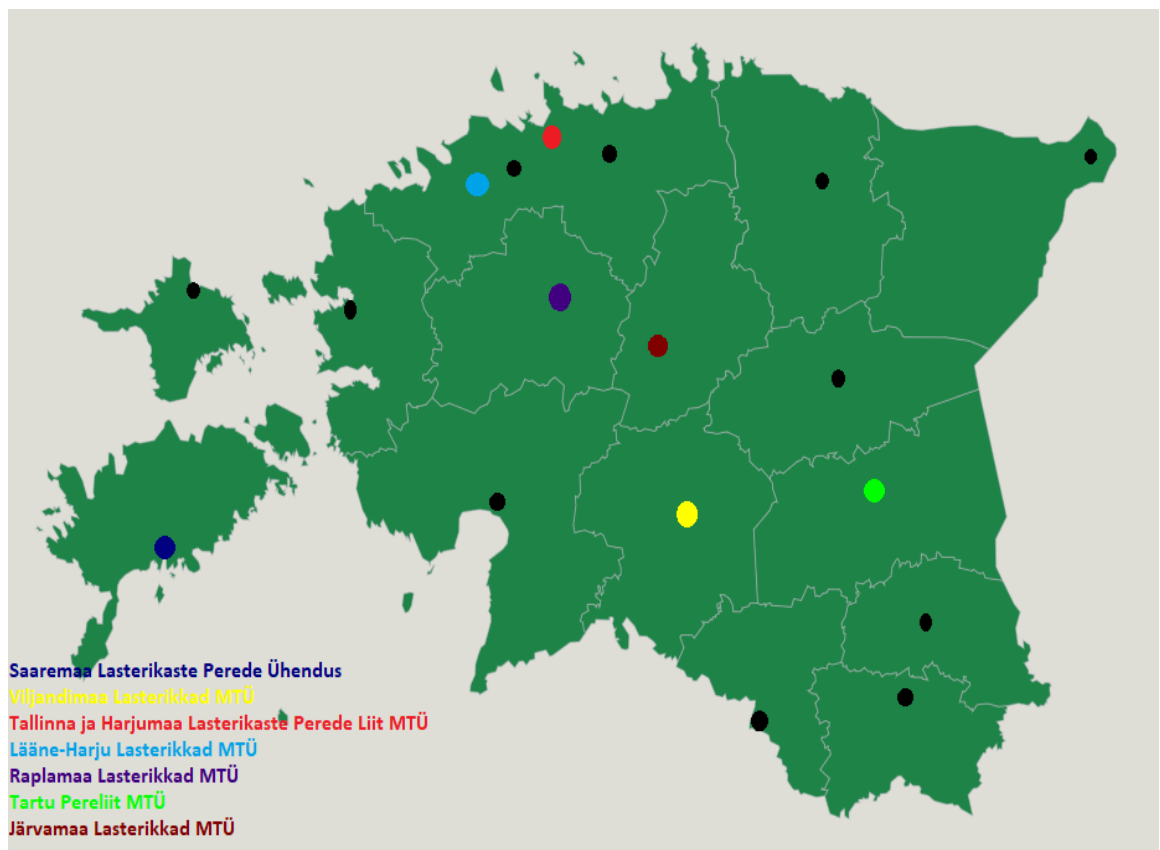 Saaremaa Lasterikaste Perede Ühendus
Viljandimaa Lasterikkad MTÜ
Tallinna ja Harjumaa Lasterikaste Perede Liit MTÜ
Lääne-Harju Lasterikkad MTÜ
Raplamaa Lasterikkad MTÜ
Tartu Pereliit MTÜ
Järvamaa Lasterikkad MTÜ